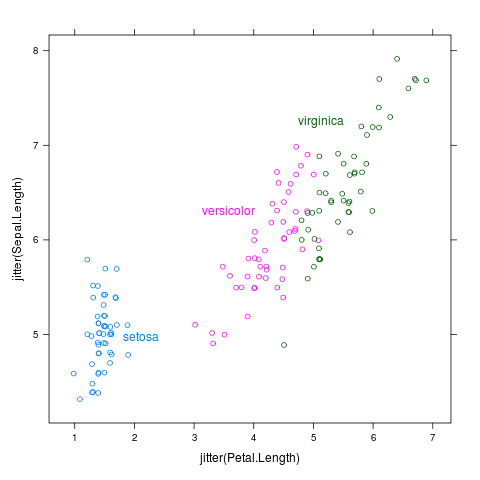 8
7
6
5
virginica
versicolor
setosa
1 2 3 4 5 6 7
jitter(Petal.Length)
jitter(Sepal.Length)